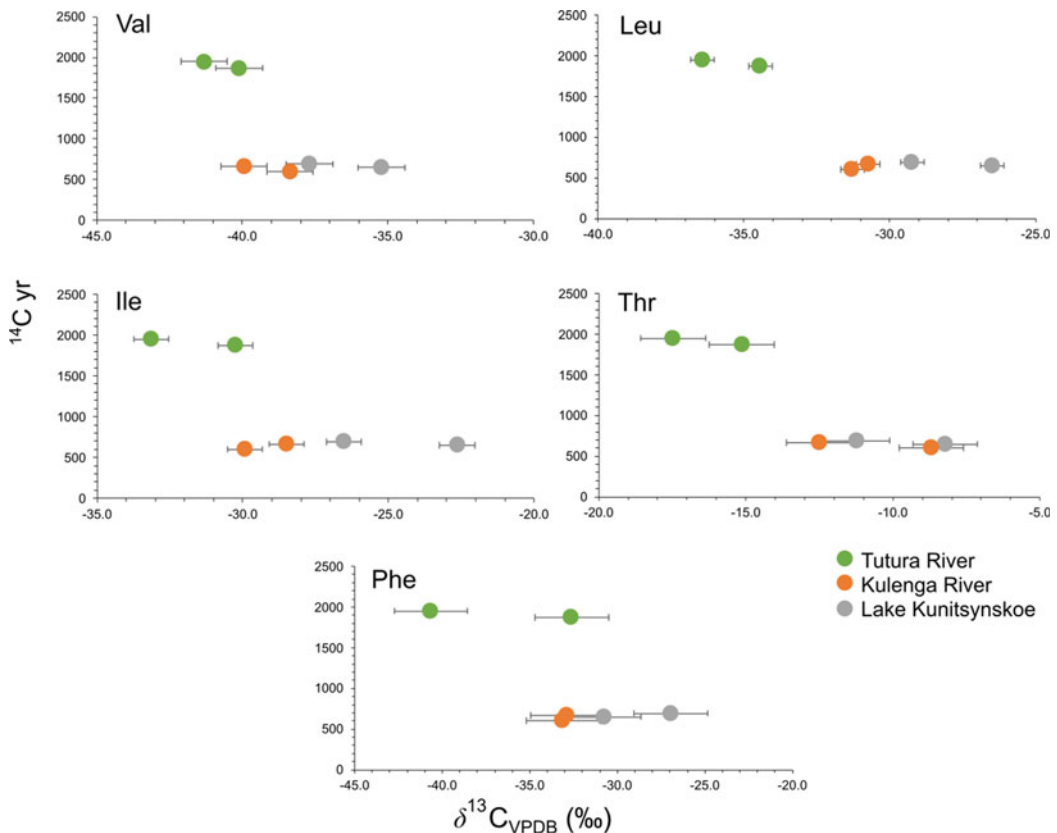 Val
2500
2000
1500
1000
500
0
-45.0 -40.0 -35.0 -30.0
Leu
2500
2000
1500
1000
500
0
-40.0 -35.0 -30.0 -25.0
¹⁴C yr
Ile
2500
2000
1500
1000
500
0
-35.0 -30.0 -25.0 -20.0
Thr
2500
2000
1500
1000
500
0
-20.0 -15.0 -10.0 -5.0
Phe
2500
2000
1500
1000
500
0
-45.0 -40.0 -35.0 -30.0 -25.0 -20.0
Tutura River
Kulenga River
Lake Kunitsynskoe
δ¹³C_VPDB (‰)